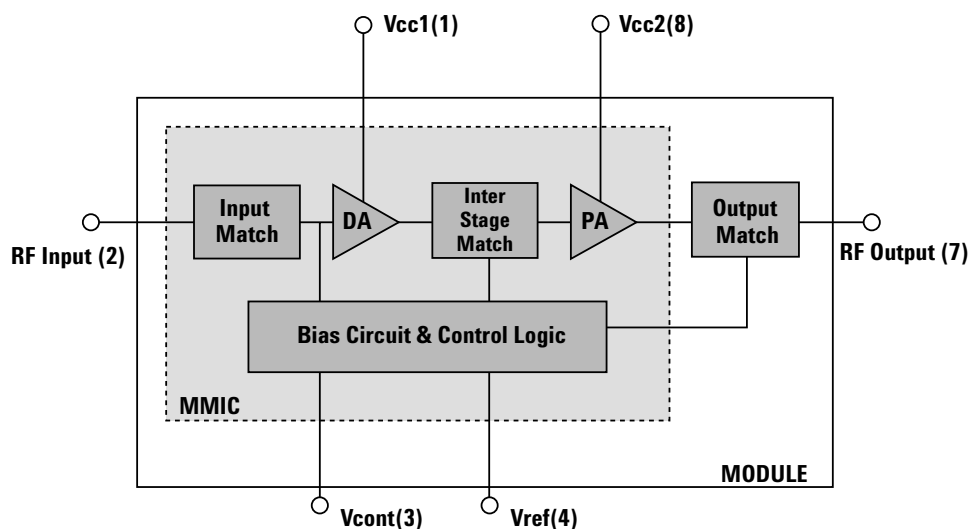 Vcc1(1)
Vcc2(8)
Input
Match
DA
Inter
Stage
Match
PA
Output
Match
RF Input (2)
RF Output (7)
Bias Circuit & Control Logic
MMIC
MODULE
Vcont(3)
Vref(4)